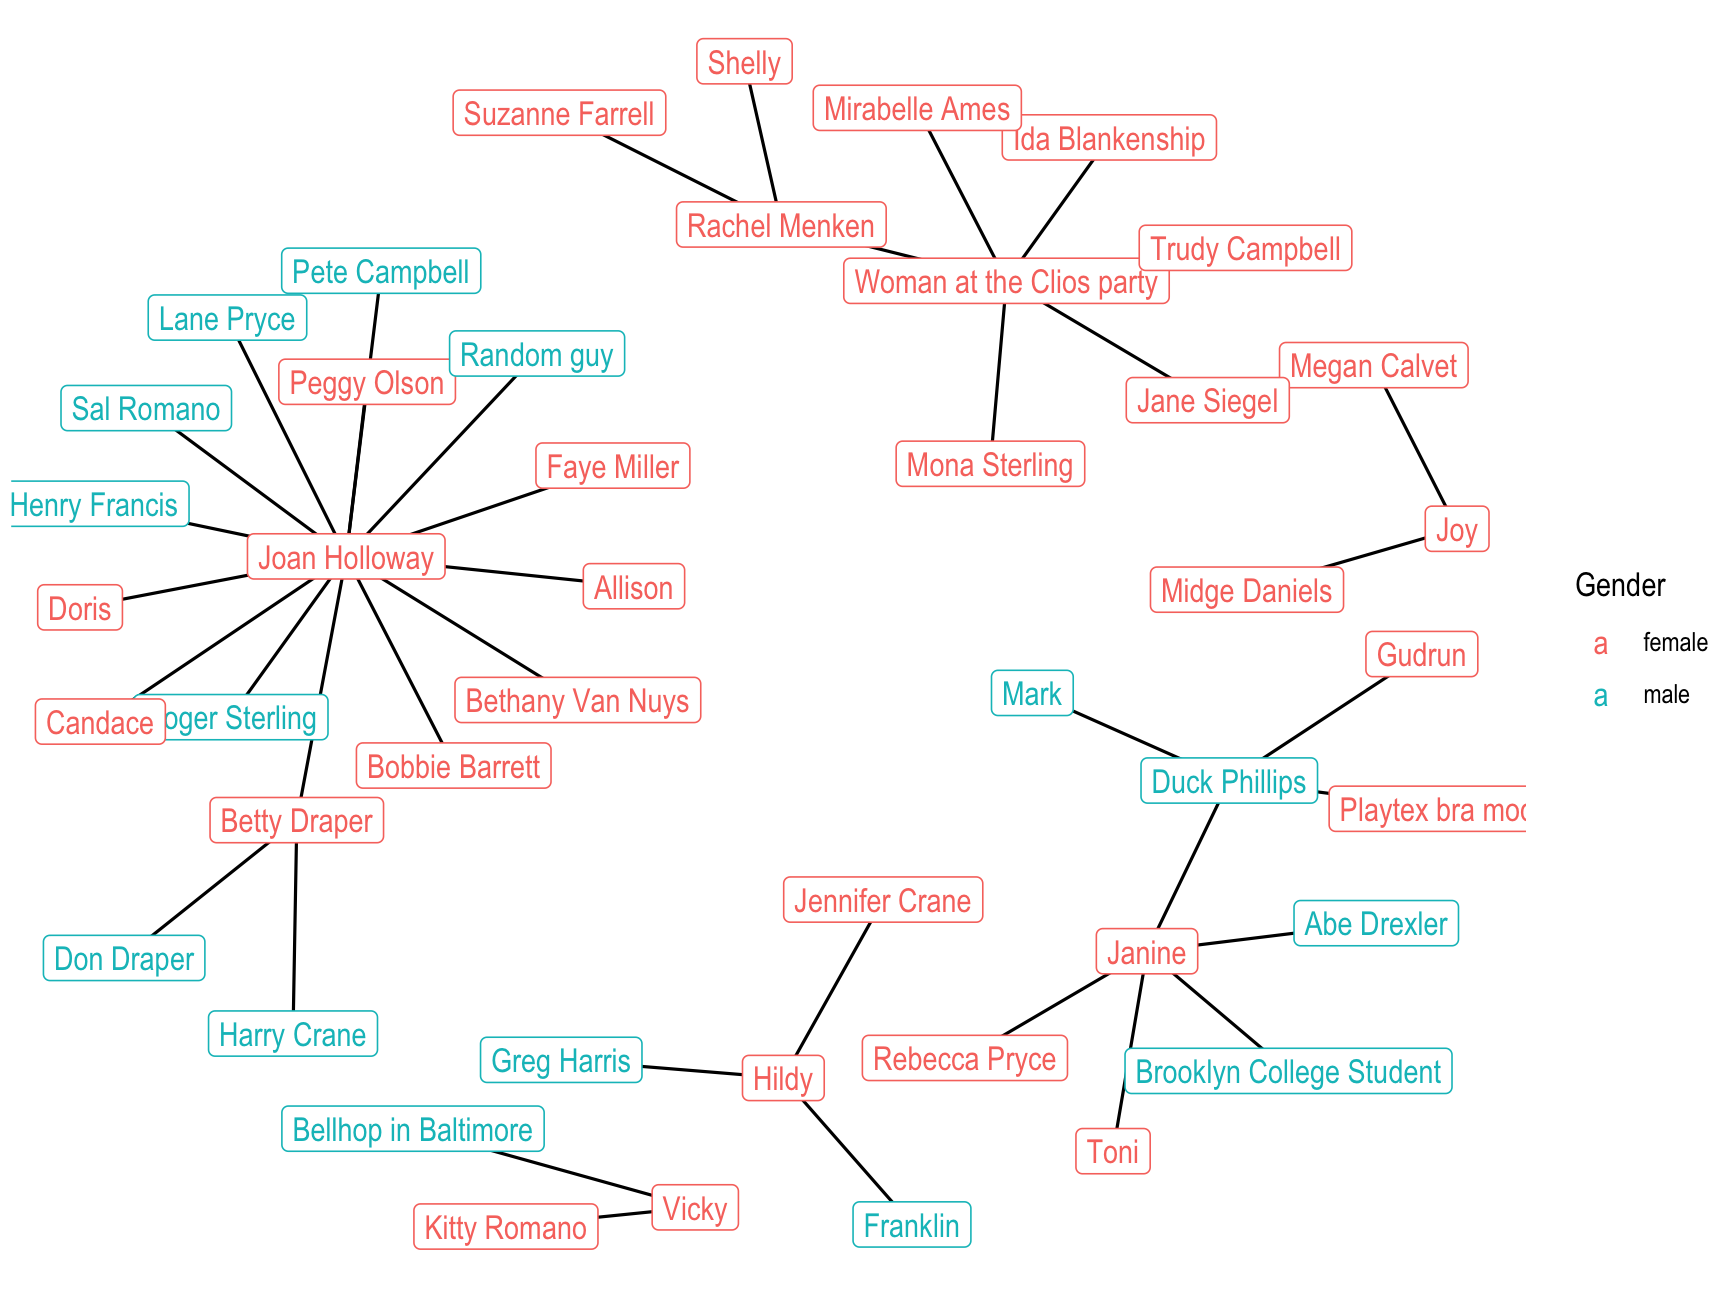 Shelly
Suzanne Farrell
Mirabelle Ames
Ida Blankenship
Rachel Menken
Trudy Campbell
Woman at the Clios party
Pete Campbell
Lane Pryce
Random guy
Peggy Olson
Megan Calvet
Jane Siegel
Sal Romano
Faye Miller
Mona Sterling
Henry Francis
Joy
Joan Holloway
Allison
Midge Daniels
Doris
Gender
a female
a male
Gudrun
Mark
Bethany Van Nuys
Candace
oger Sterling
Bobbie Barrett
Duck Phillips
Playtex bra
Betty Draper
Jennifer Crane
Abe Drexler
Janine
Don Draper
Harry Crane
Greg Harris
Rebecca Pryce
Hildy
Brooklyn College Student
Bellhop in Baltimore
Toni
Vicky
Kitty Romano
Franklin